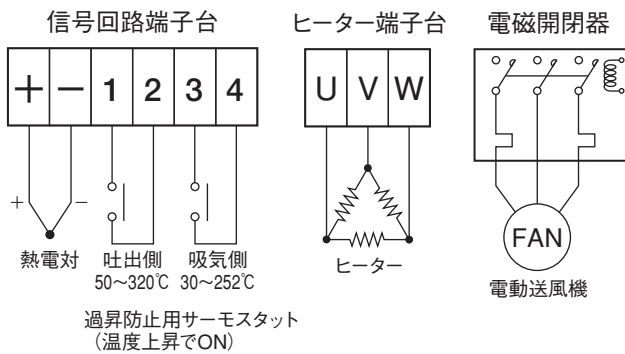 信号回路端子台
ヒーター端子台
電磁開閉器
+ − 1 2 3 4
U V W
+ −
熱電対
吐出側
50～320℃
吸気側
30～252℃
過昇防止用サーモスタット
（温度上昇でON）
ヒーター
FAN
電動送風機